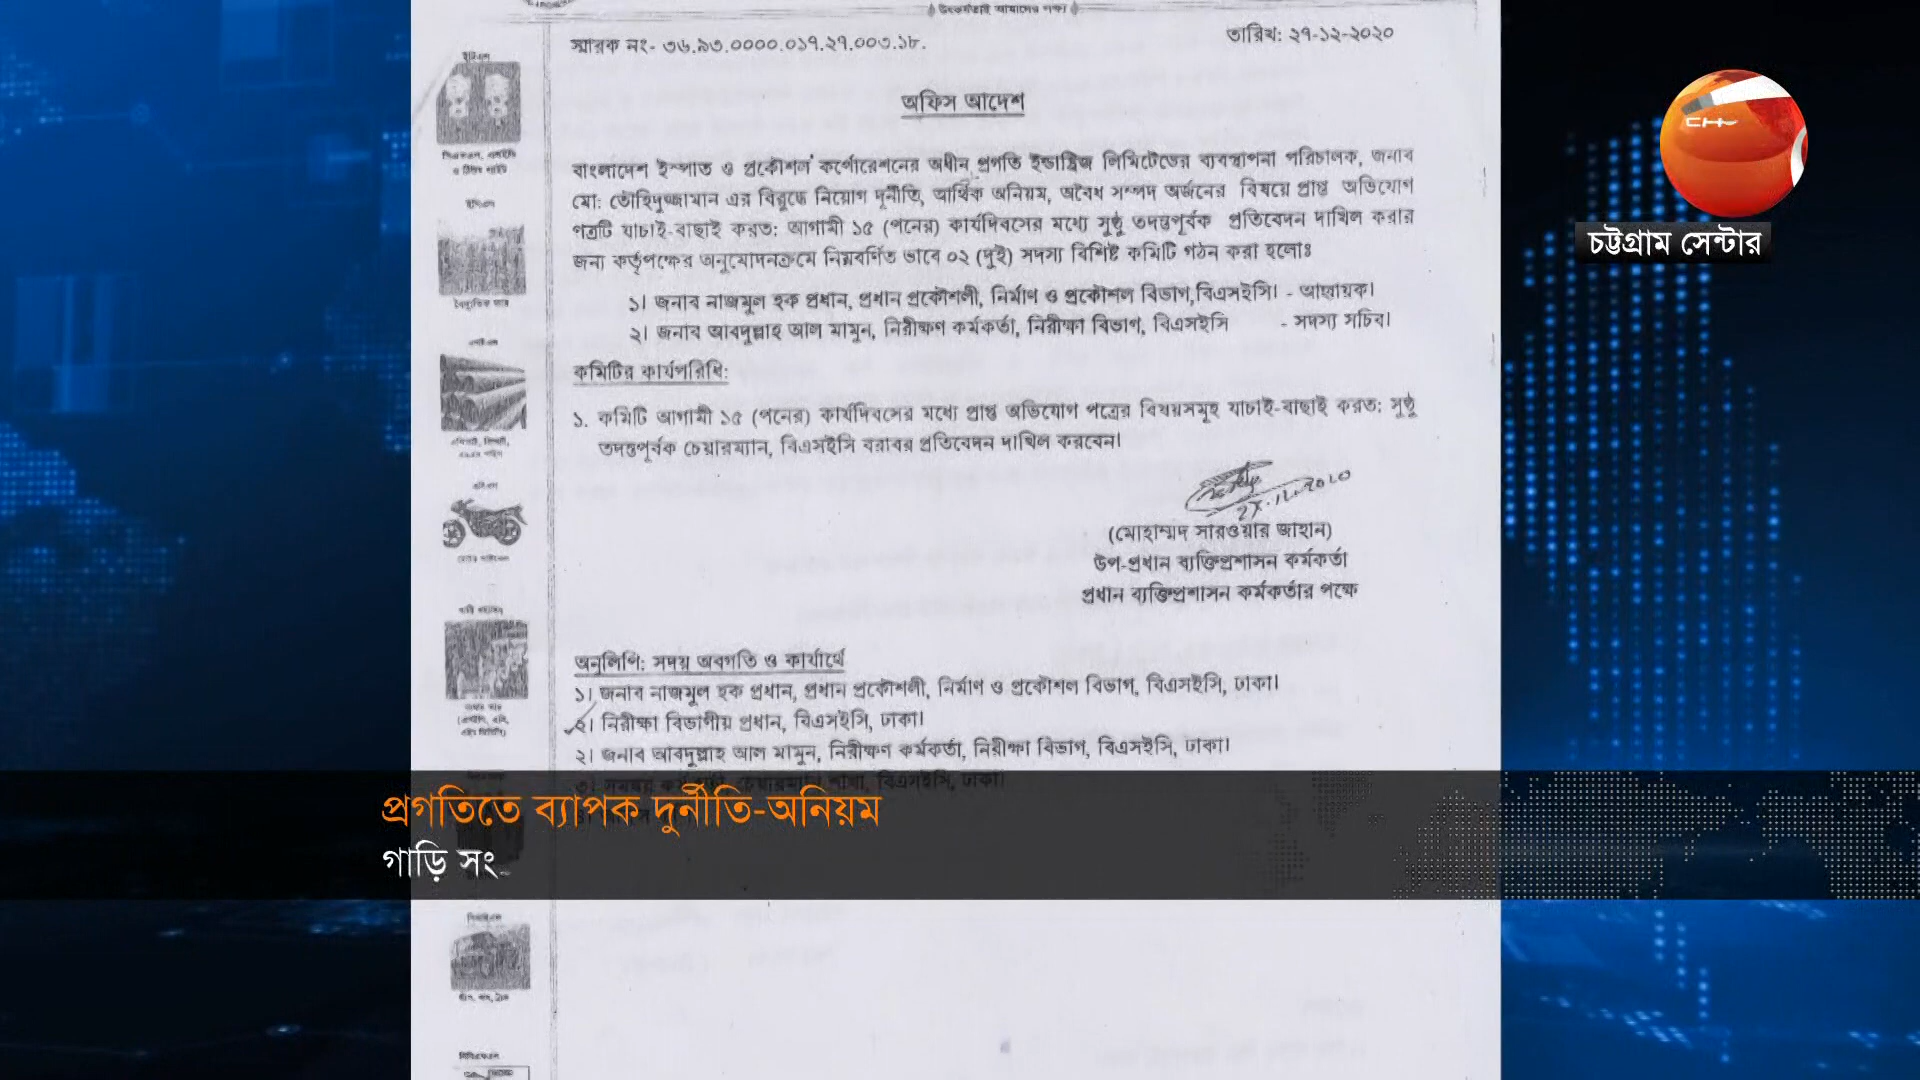 উৎকর্ষতাই আমাদের লক্ষ্য
স্মারক নং- ৩৬.৯৩.০০০০.০১৭.২৭.০০৩.১৮.
তারিখ: ২৭-১২-২০২০
অফিস আদেশ
বাংলাদেশ ইস্পাত ও প্রকৌশল কর্পোরেশনের অধীন প্রগতি ইন্ডাষ্ট্রিজ লিমিটেডের ব্যবস্থাপনা পরিচালক, জনাব
মো: তৌহিদুজ্জামান এর বিরুদ্ধে নিয়োগ দূর্নীতি, আর্থিক অনিয়ম, অবৈধ সম্পদ অর্জনের বিষয়ে প্রাপ্ত অভিযোগ
পত্রটি যাচাই-বাছাই করত: আগামী ১৫ (পনের) কার্যদিবসের মধ্যে সুষ্ঠু তদন্তপূর্বক প্রতিবেদন দাখিল করার
জন্য কর্তৃপক্ষের অনুমোদনক্রমে নিম্নবর্ণিত ভাবে ০২ (দুই) সদস্য বিশিষ্ট কমিটি গঠন করা হলোঃ
১। জনাব নাজমুল হক প্রধান, প্রধান প্রকৌশলী, নির্মাণ ও প্রকৌশল বিভাগ,বিএসইসি। - আহ্বায়ক।
২। জনাব আবদুল্লাহ আল মামুন, নিরীক্ষণ কর্মকর্তা, নিরীক্ষা বিভাগ, বিএসইসি - সদস্য সচিব।
কমিটির কার্যপরিধি:
১. কমিটি আগামী ১৫ (পনের) কার্যদিবসের মধ্যে প্রাপ্ত অভিযোগ পত্রের বিষয়সমূহ যাচাই-বাছাই করত: সুষ্ঠু
তদন্তপূর্বক চেয়ারম্যান, বিএসইসি বরাবর প্রতিবেদন দাখিল করবেন।
২৭.১২.২০২০
(মোহাম্মদ সারওয়ার জাহান)
উপ-প্রধান ব্যক্তিপ্রশাসন কর্মকর্তা
প্রধান ব্যক্তিপ্রশাসন কর্মকর্তার পক্ষে
অনুলিপি: সদয় অবগতি ও কার্যার্থে
১। জনাব নাজমুল হক প্রধান, প্রধান প্রকৌশলী, নির্মাণ ও প্রকৌশল বিভাগ, বিএসইসি, ঢাকা।
২। নিরীক্ষা বিভাগীয় প্রধান, বিএসইসি, ঢাকা।
২। জনাব আবদুল্লাহ আল মামুন, নিরীক্ষণ কর্মকর্তা, নিরীক্ষা বিভাগ, বিএসইসি, ঢাকা।
বিএসইসি, ঢাকা।
চট্টগ্রাম সেন্টার
প্রগতিতে ব্যাপক দুর্নীতি-অনিয়ম
গাড়ি সং